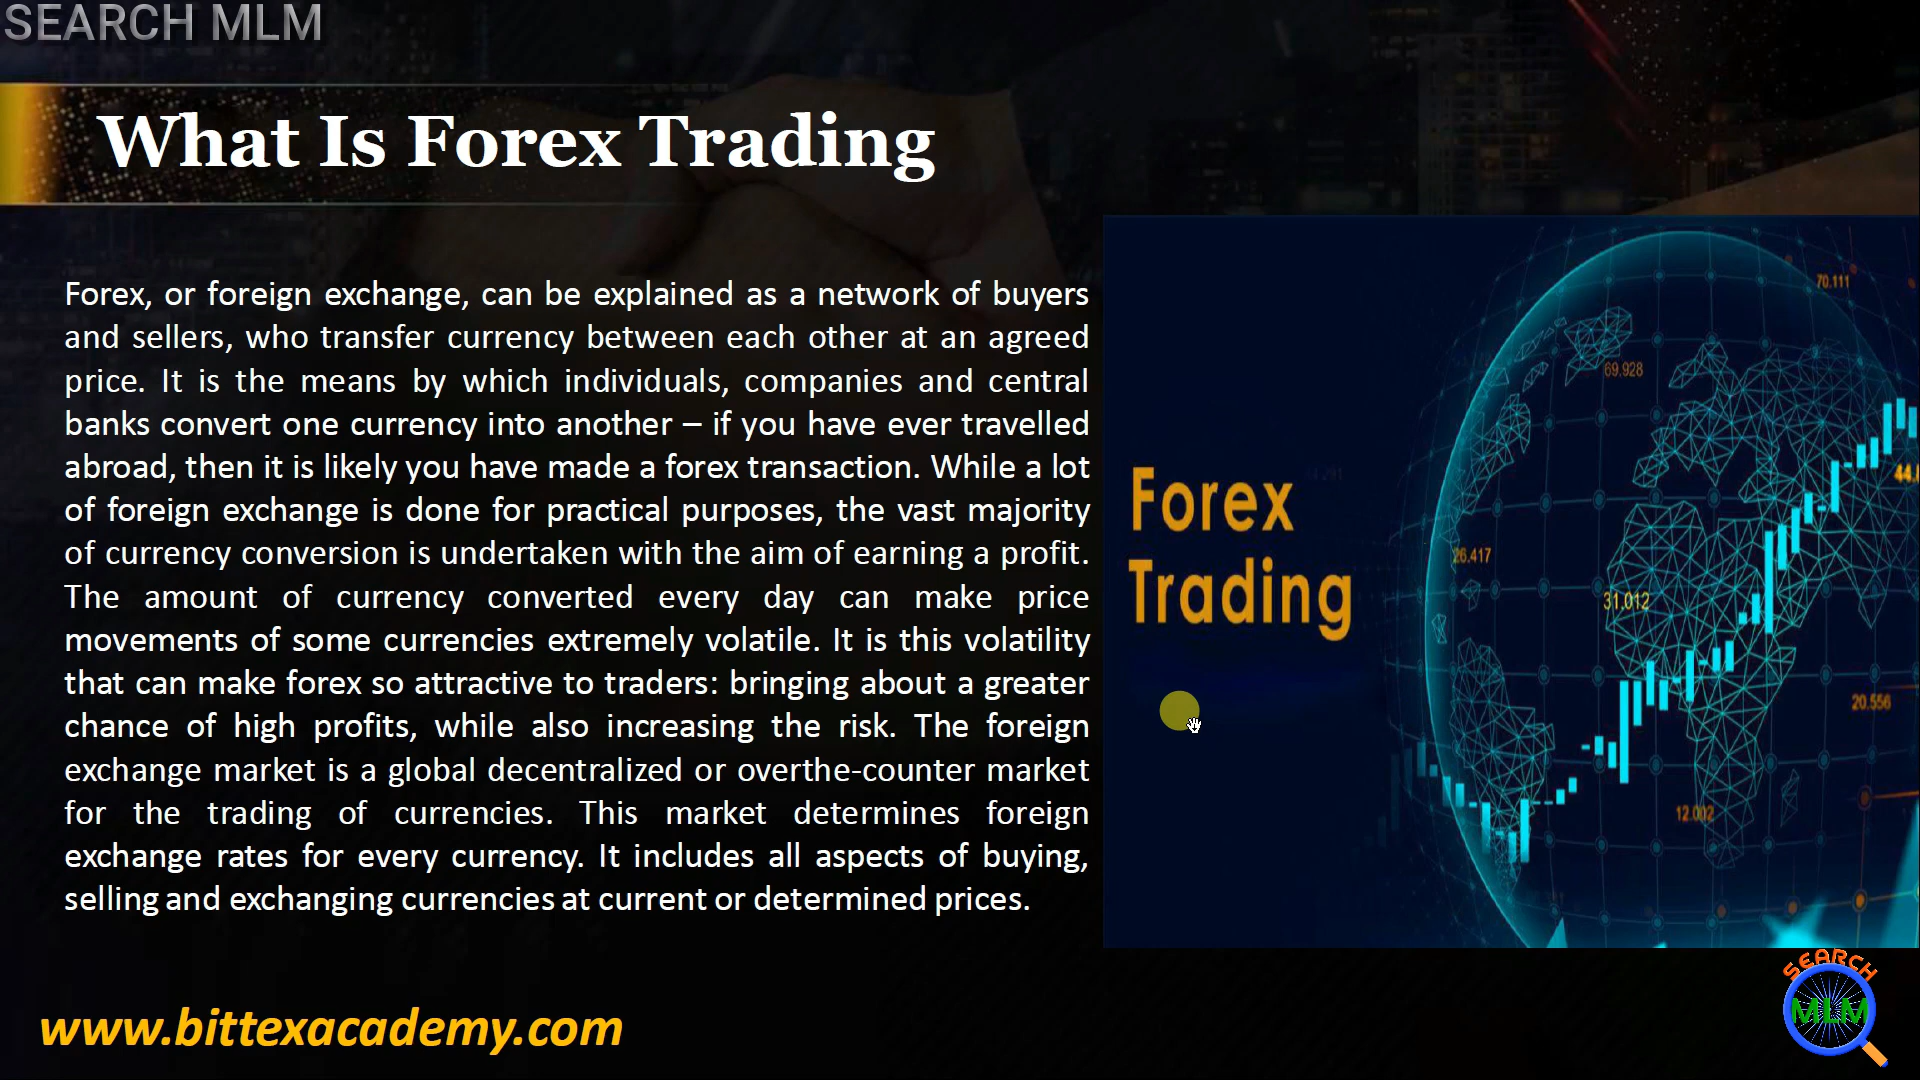 SEARCH MLM
What Is Forex Trading
Forex, or foreign exchange, can be explained as a network of buyers
and sellers, who transfer currency between each other at an agreed
price. It is the means by which individuals, companies and central
banks convert one currency into another – if you have ever travelled
abroad, then it is likely you have made a forex transaction. While a lot
of foreign exchange is done for practical purposes, the vast majority
of currency conversion is undertaken with the aim of earning a profit.
The amount of currency converted every day can make price
movements of some currencies extremely volatile. It is this volatility
that can make forex so attractive to traders: bringing about a greater
chance of high profits, while also increasing the risk. The foreign
exchange market is a global decentralized or overthe-counter market
for the trading of currencies. This market determines foreign
exchange rates for every currency. It includes all aspects of buying,
selling and exchanging currencies at current or determined prices.
Forex
Trading
70.111
69.928
26.417
31.012
20.556
12.002
www.bittexacademy.com
SEARCH
MLM